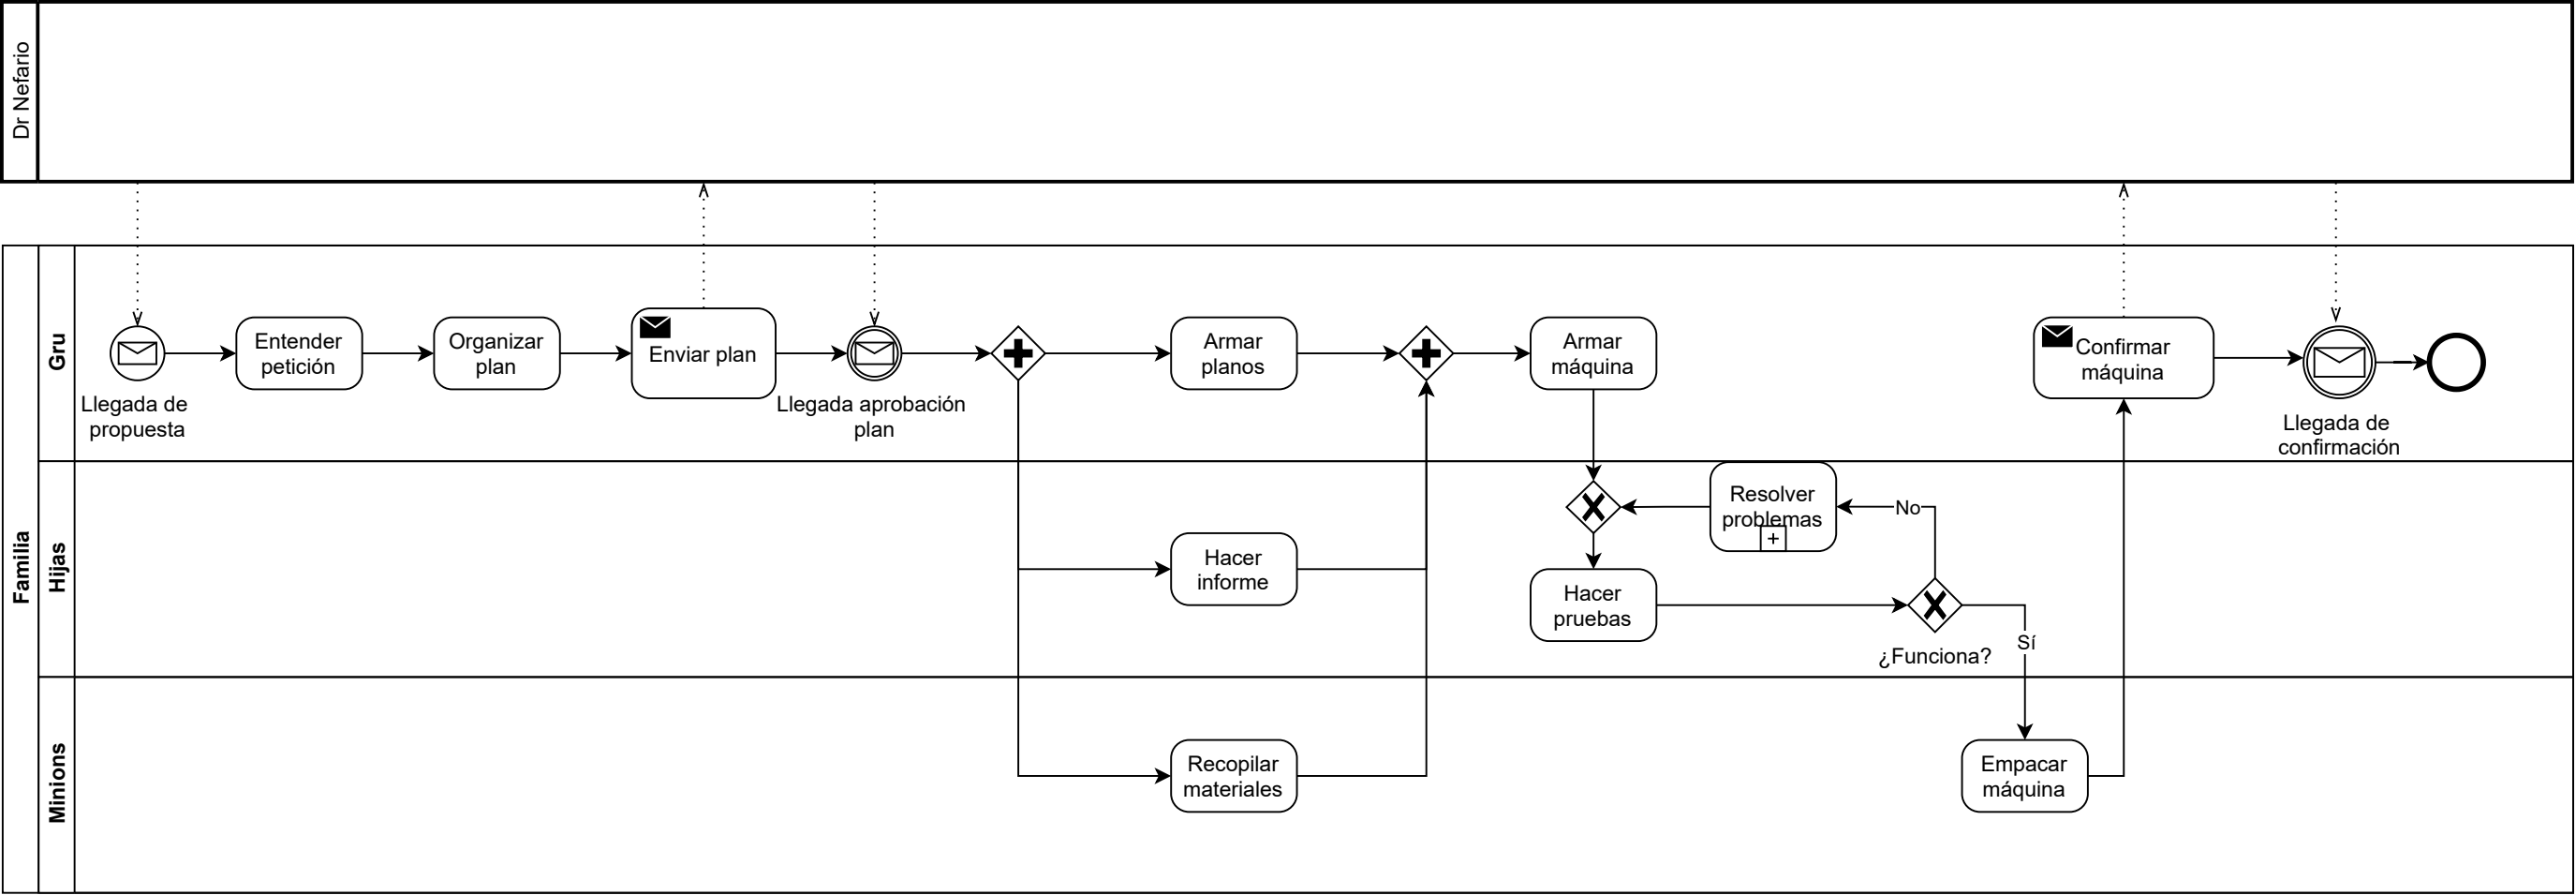 Dr Nefario
Familia
Gru
Llegada de
propuesta
Entender
petición
Organizar
plan
Enviar plan
Llegada aprobación
plan
Armar
planos
Armar
máquina
Confirmar
máquina
Llegada de
confirmación
Hijas
Hacer
informe
Resolver
problemas
No
Hacer
pruebas
¿Funciona?
Sí
Minions
Recopilar
materiales
Empacar
máquina